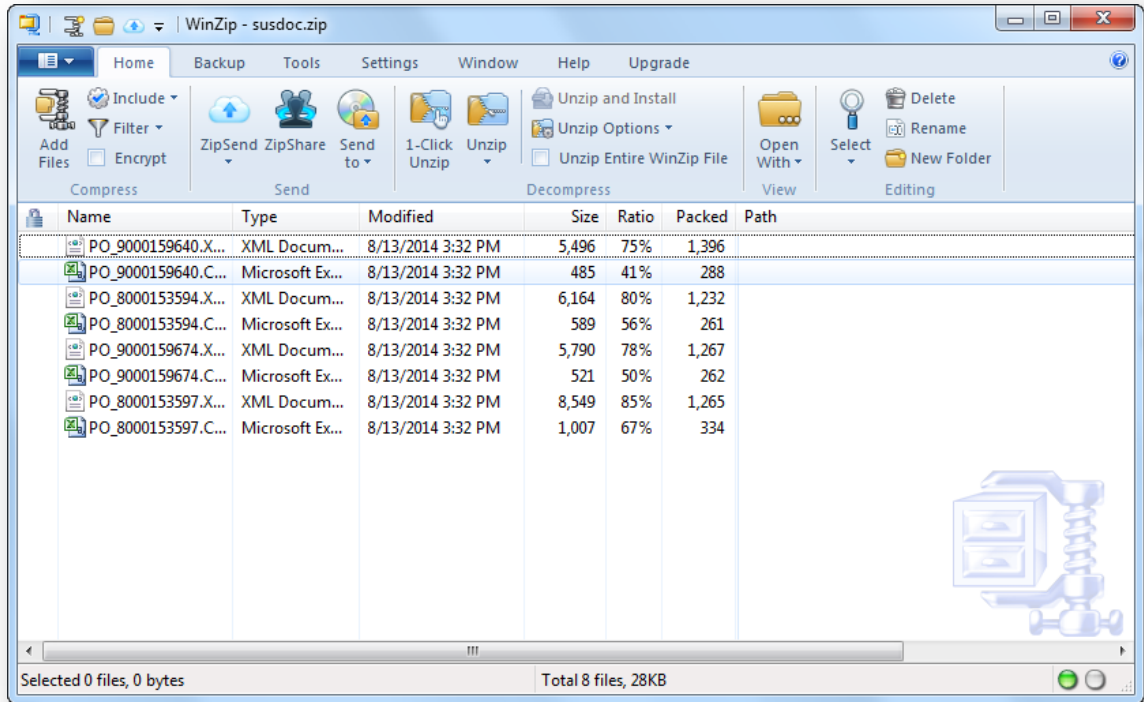 WinZip - susdoc.zip
Home Backup Tools Settings Window Help Upgrade
Add Files
Include
Filter
Encrypt
Compress
ZipSend ZipShare Send to
Send
1-Click Unzip
Unzip
Unzip and Install
Unzip Options
Unzip Entire WinZip File
Decompress
Open With
View
Select
Delete
Rename
New Folder
Editing
Name Type Modified Size Ratio Packed Path
PO_9000159640.X... XML Docum... 8/13/2014 3:32 PM 5,496 75% 1,396
PO_9000159640.C... Microsoft Ex... 8/13/2014 3:32 PM 485 41% 288
PO_8000153594.X... XML Docum... 8/13/2014 3:32 PM 6,164 80% 1,232
PO_8000153594.C... Microsoft Ex... 8/13/2014 3:32 PM 589 56% 261
PO_9000159674.X... XML Docum... 8/13/2014 3:32 PM 5,790 78% 1,267
PO_9000159674.C... Microsoft Ex... 8/13/2014 3:32 PM 521 50% 262
PO_8000153597.X... XML Docum... 8/13/2014 3:32 PM 8,549 85% 1,265
PO_8000153597.C... Microsoft Ex... 8/13/2014 3:32 PM 1,007 67% 334
Selected 0 files, 0 bytes Total 8 files, 28KB